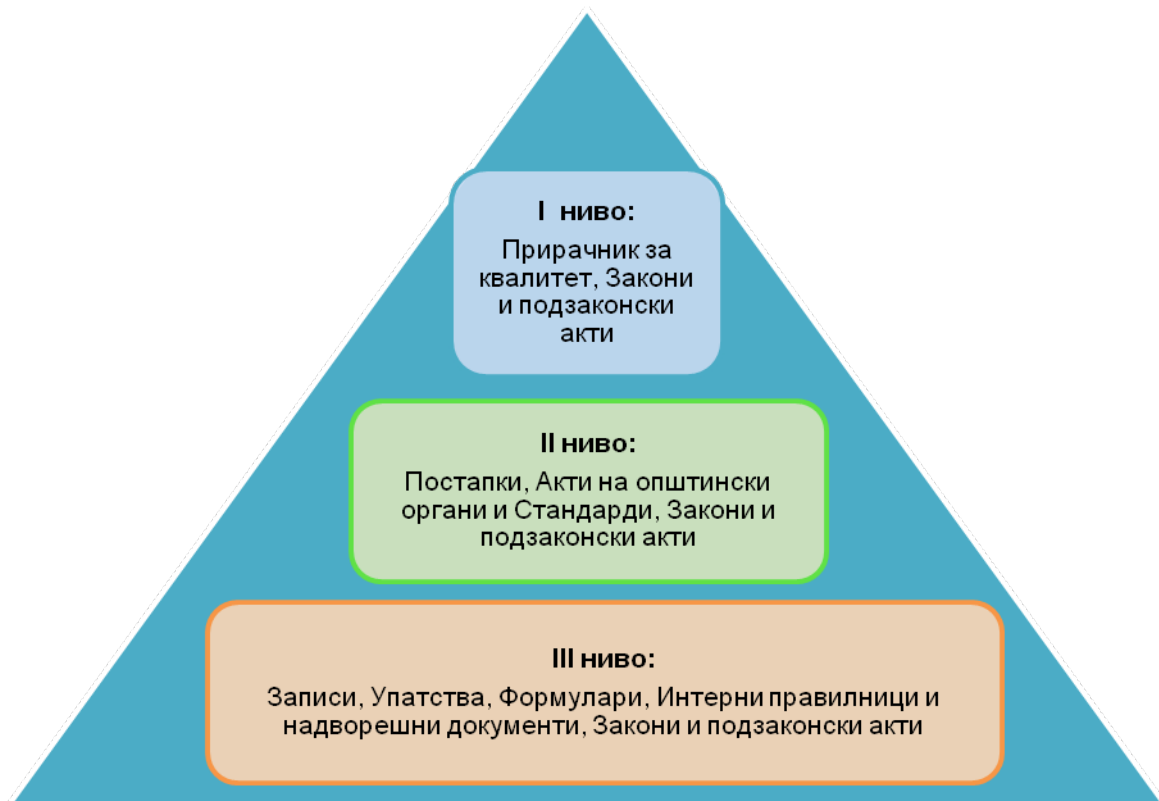 I ниво:
Прирачник за
квалитет, Закони
и подзаконски
акти
II ниво:
Постапки, Акти на општински
органи и Стандарди, Закони и
подзаконски акти
III ниво:
Записи, Упатства, Формулари, Интерни правилници и
надворешни документи, Закони и подзаконски акти